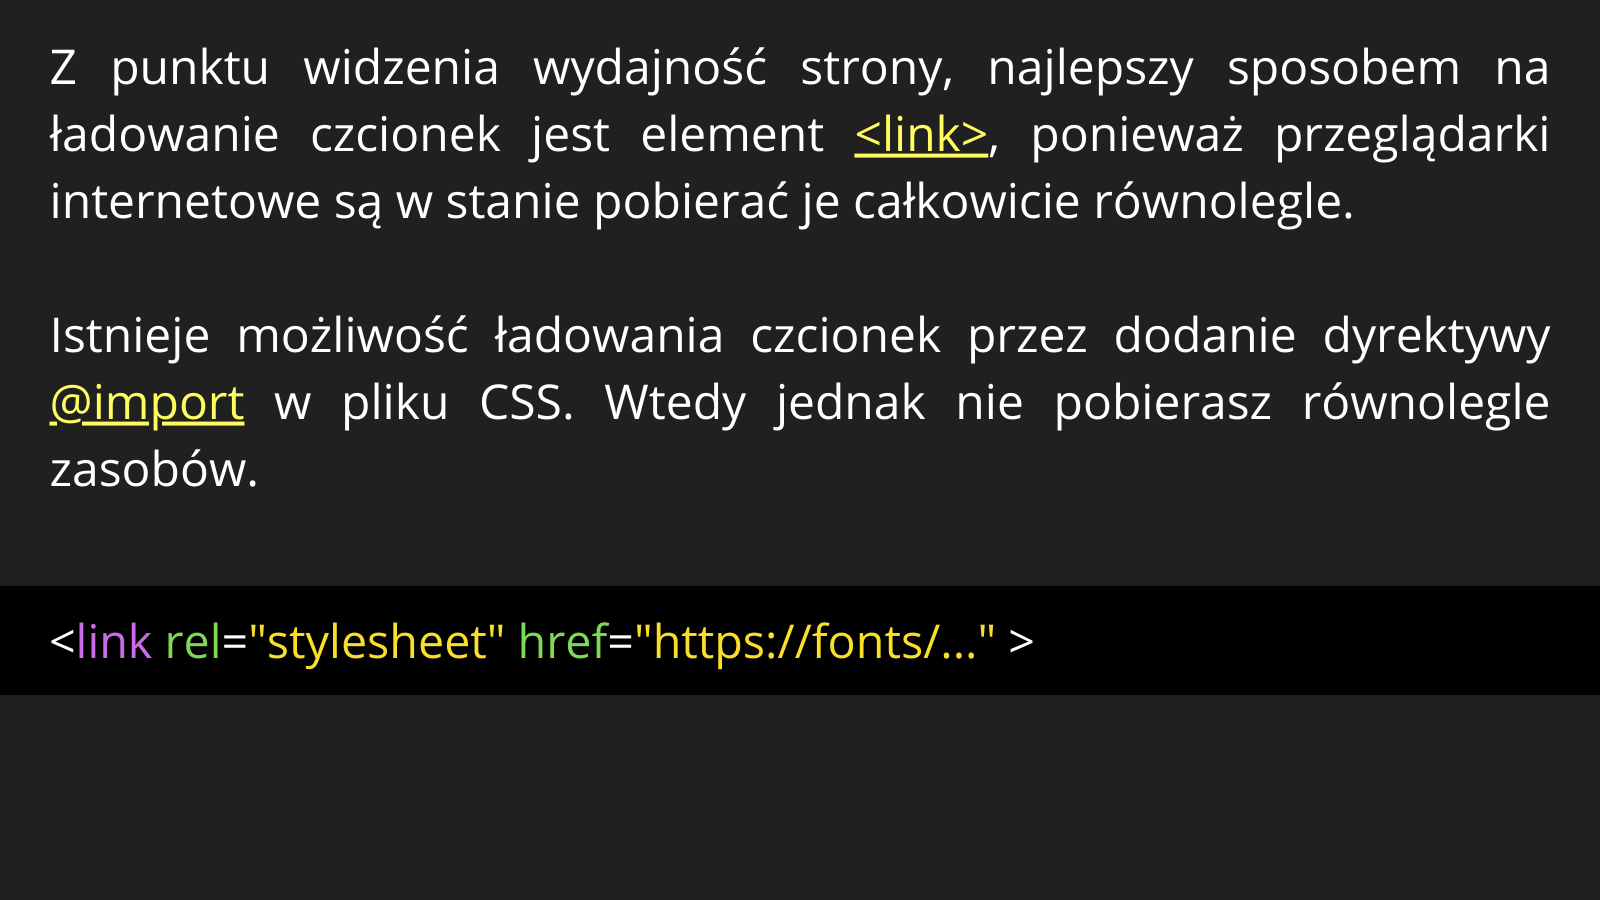 Z punktu widzenia wydajność strony, najlepszy sposobem na
ładowanie czcionek jest element <link>, ponieważ przeglądarki
internetowe są w stanie pobierać je całkowicie równolegle.
Istnieje możliwość ładowania czcionek przez dodanie dyrektywy
@import w pliku CSS. Wtedy jednak nie pobierasz równolegle
zasobów.
<link rel="stylesheet" href="https://fonts/..." >